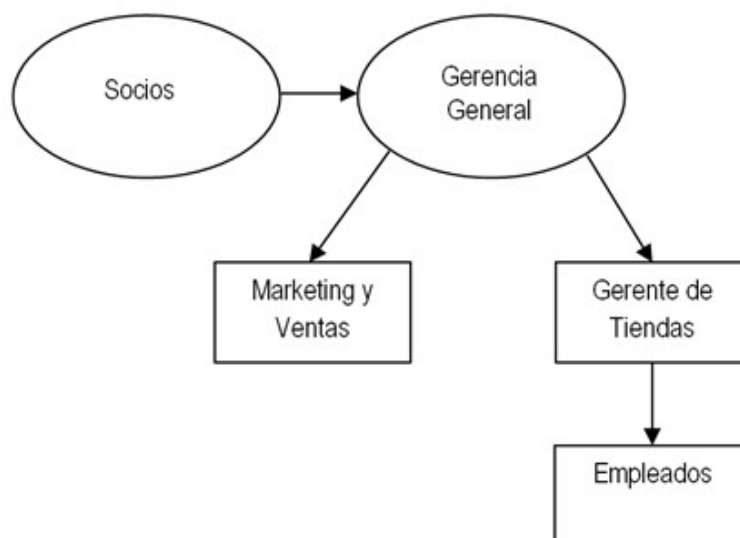 Socios
Gerencia
General
Marketing y
Ventas
Gerente de
Tiendas
Empleados